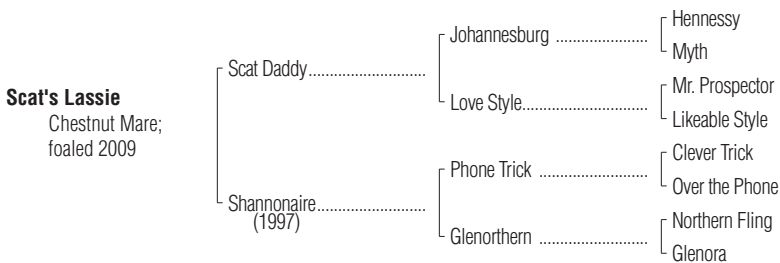 Hennessy
Johannesburg ........................
Myth
Scat Daddy..............................
Mr. Prospector
Scat's Lassie
Love Style................................
Chestnut Mare;
Likeable Style
foaled 2009
Clever Trick
Phone Trick ............................
Over the Phone
Shannonaire............................
(1997)
Northern Fling
Glenorthern ............................
Glenora